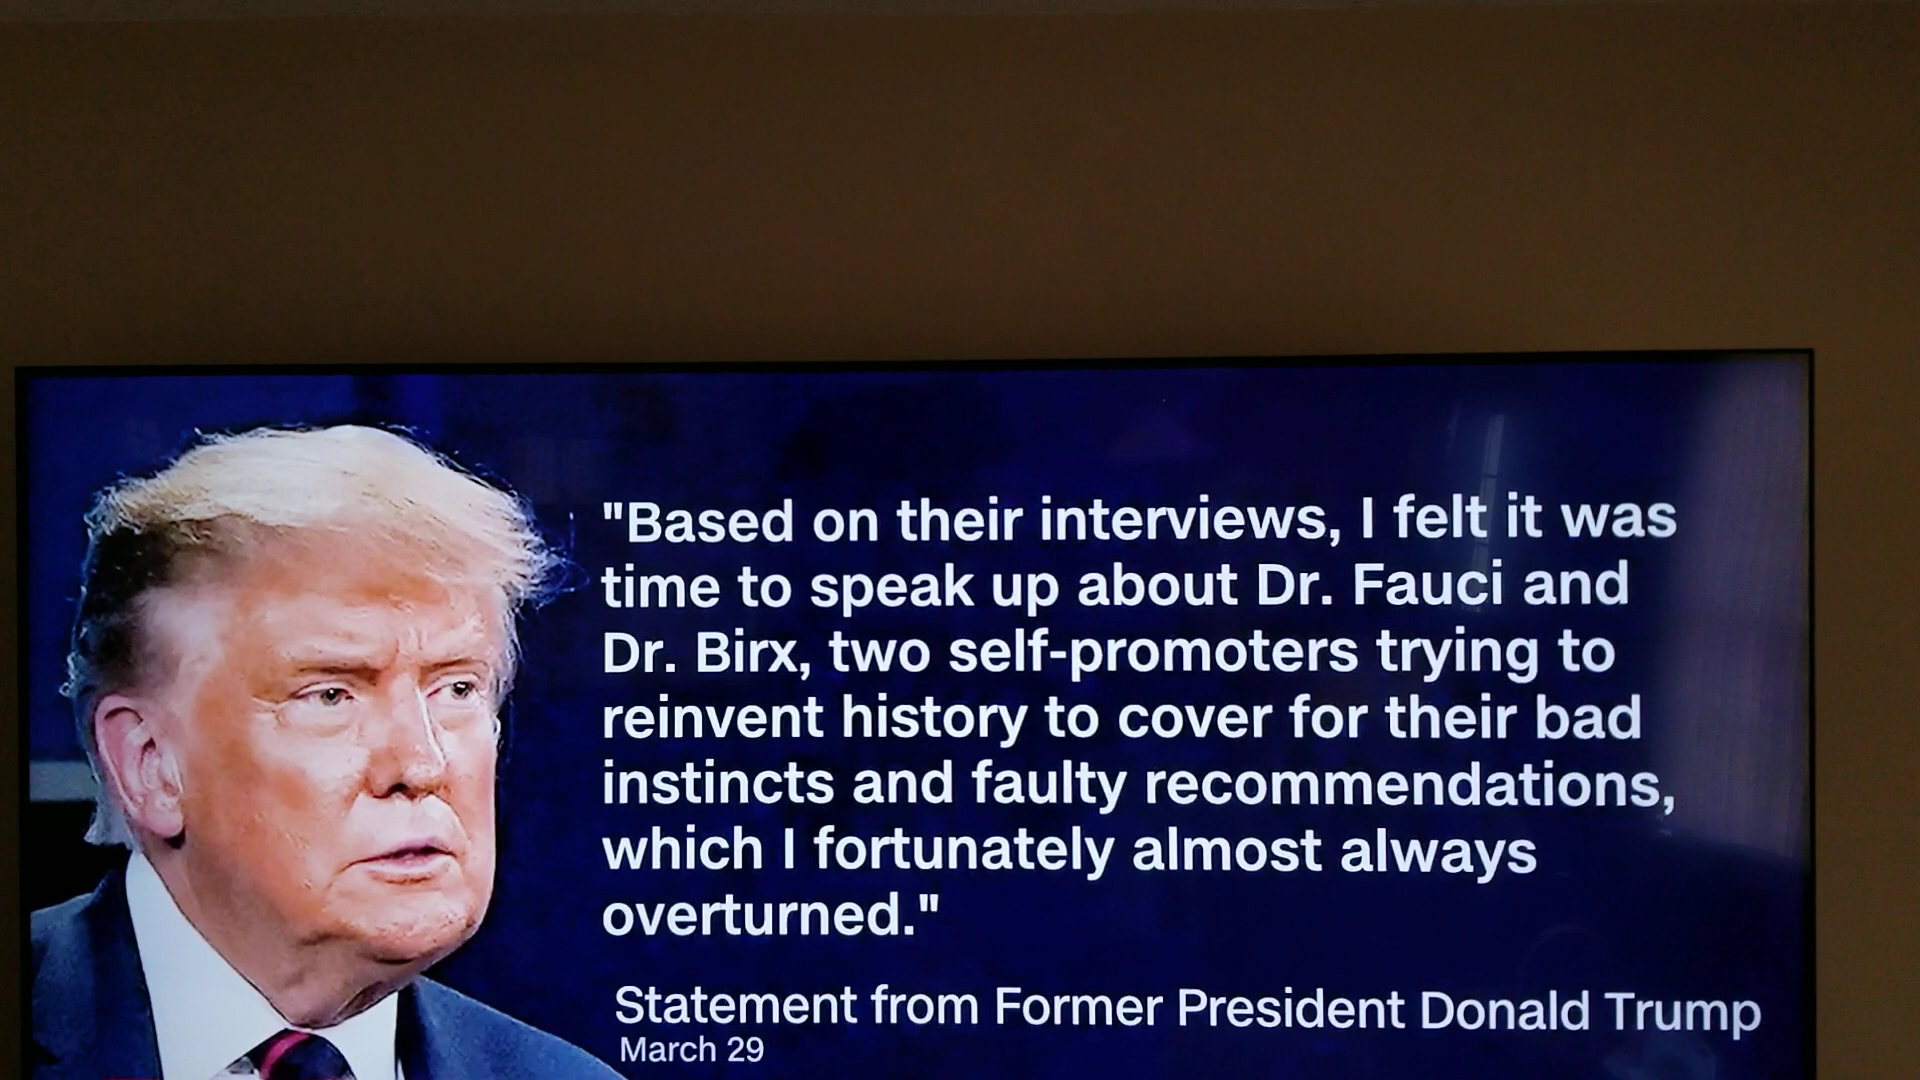 "Based on their interviews, I felt it was
time to speak up about Dr. Fauci and
Dr. Birx, two self-promoters trying to
reinvent history to cover for their bad
instincts and faulty recommendations,
which I fortunately almost always
overturned."
Statement from Former President Donald Trump
March 29